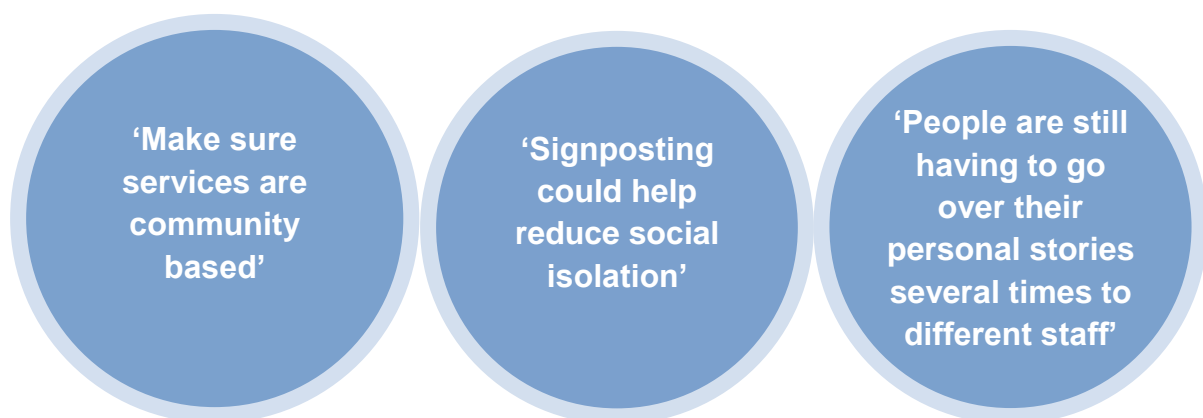 ‘Make sure
services are
community
based’
‘Signposting
could help
reduce social
isolation’
‘People are still
having to go
over their
personal stories
several times to
different staff’